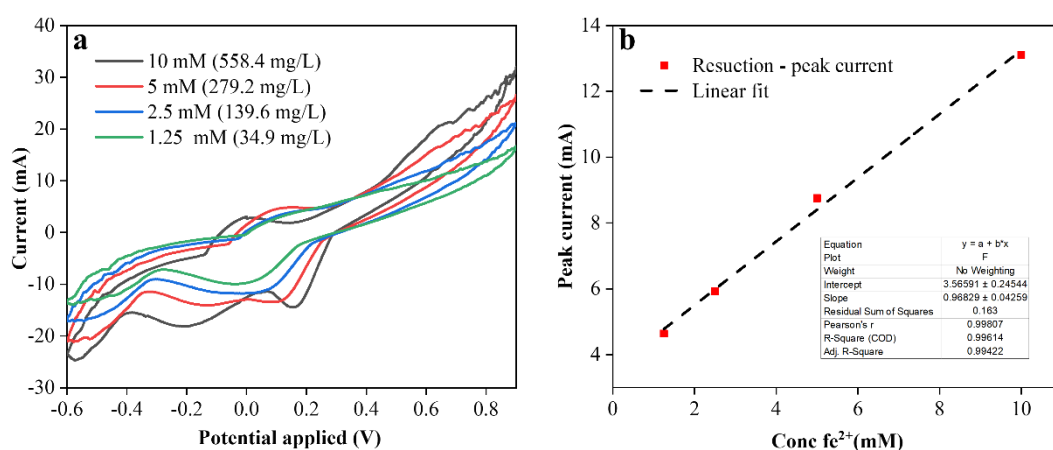 a
10 mM (558.4 mg/L)
5 mM (279.2 mg/L)
2.5 mM (139.6 mg/L)
1.25 mM (34.9 mg/L)
Current (mA)
40
30
20
10
0
-10
-20
-30
-0.6 -0.4 -0.2 0.0 0.2 0.4 0.6 0.8
Potential applied (V)
b
Resuction - peak current
Linear fit
Peak current (mA)
14
12
10
8
6
4
Equation y = a + b*x
Plot F
Weight No Weighting
Intercept 3.56591 ± 0.24544
Slope 0.96829 ± 0.04259
Residual Sum of Squares 0.163
Pearson's r 0.99807
R-Square (COD) 0.99614
Adj. R-Square 0.99422
0 2 4 6 8 10
Conc fe²⁺(mM)